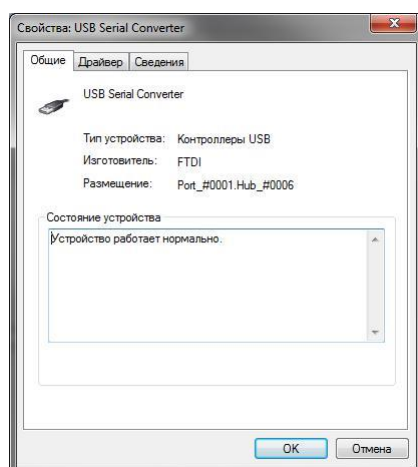 Свойства: USB Serial Converter
Общие Драйвер Сведения
USB Serial Converter
Тип устройства: Контроллеры USB
Изготовитель: FTDI
Размещение: Port_#0001.Hub_#0006
Состояние устройства
Устройство работает нормально.
OK Отмена